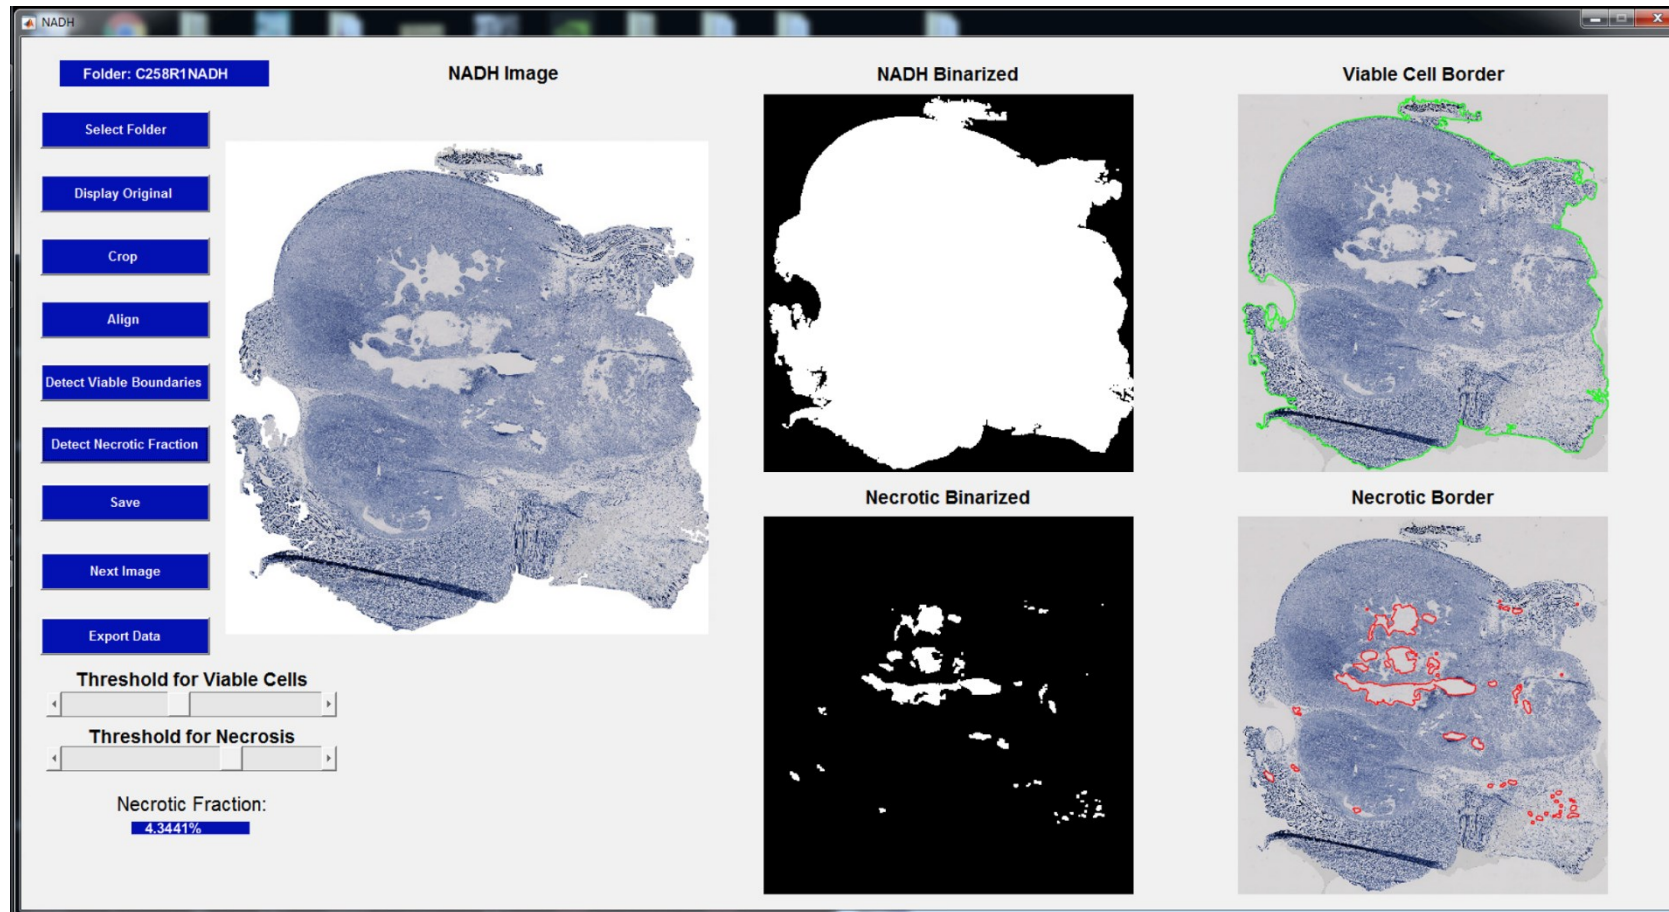 NADH
Folder: C258R1NADH
NADH Image
NADH Binarized
Viable Cell Border
Select Folder
Display Original
Crop
Align
Detect Viable Boundaries
Detect Necrotic Fraction
Save
Next Image
Export Data
Necrotic Binarized
Necrotic Border
Threshold for Viable Cells
Threshold for Necrosis
Necrotic Fraction:
4.3441%